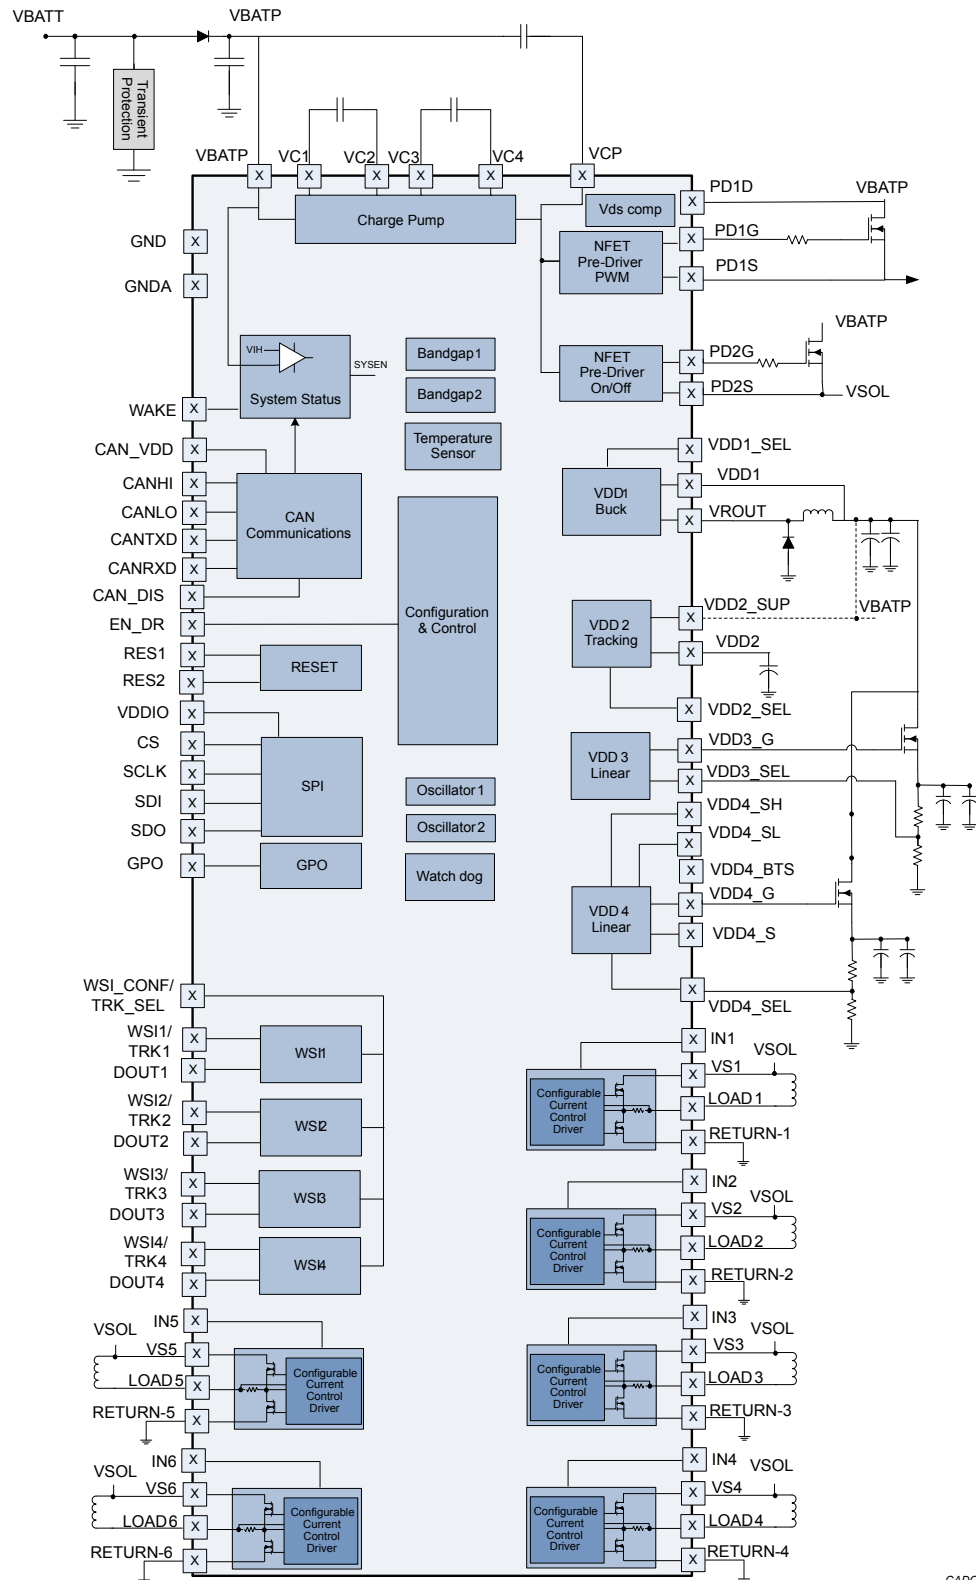 VBATT
VBATP
Transient
Protection
VBATP
VC1
VC2
VC3
VC4
VCP
X
X
X
X
X
X
Charge Pump
Vds comp
X
PD1D
VBATP
GND
X
NFET
Pre-Driver
PWM
X
PD1G
GNDA
X
X
PD1S
VIH
SYSEN
System Status
Bandgap1
Bandgap2
Temperature
Sensor
NFET
Pre-Driver
On/Off
X
PD2G
VBATP
X
PD2S
VSOL
WAKE
X
CAN_VDD
X
CANHI
X
CANLO
X
CANTXD
X
CANRXD
X
CAN_DIS
X
CAN
Communications
EN_DR
X
Configuration
& Control
X
VDD1_SEL
VDD1
Buck
X
VDD1
X
VROUT
X
VDD2_SUP
VBATP
VDD 2
Tracking
X
VDD2
X
VDD2_SEL
RES1
X
RES2
X
RESET
VDDIO
X
CS
X
SCLK
X
SDI
X
SDO
X
SPI
GPO
X
GPO
Oscillator1
Oscillator2
Watch dog
VDD 3
Linear
X
VDD3_G
X
VDD3_SEL
X
VDD4_SH
X
VDD4_SL
X
VDD4_BTS
VDD 4
Linear
X
VDD4_G
X
VDD4_S
X
VDD4_SEL
WSI_CONF/
TRK_SEL
X
WSI1/
TRK1
X
DOUT1
X
WSI1
WSI2/
TRK2
X
DOUT2
X
WSI2
WSI3/
TRK3
X
DOUT3
X
WSI3
WSI4/
TRK4
X
DOUT4
X
WSI4
X
IN1
X
VS1
VSOL
X
LOAD1
X
RETURN-1
Configurable
Current
Control
Driver
X
IN2
X
VS2
VSOL
X
LOAD2
X
RETURN-2
Configurable
Current
Control
Driver
IN5
X
VSOL
VS5
X
LOAD5
X
RETURN-5
X
Configurable
Current
Control
Driver
X
IN3
X
VS3
VSOL
X
LOAD3
X
RETURN-3
Configurable
Current
Control
Driver
IN6
X
VSOL
VS6
X
LOAD6
X
RETURN-6
X
Configurable
Current
Control
Driver
X
IN4
X
VS4
VSOL
X
LOAD4
X
RETURN-4
Configurable
Current
Control
Driver